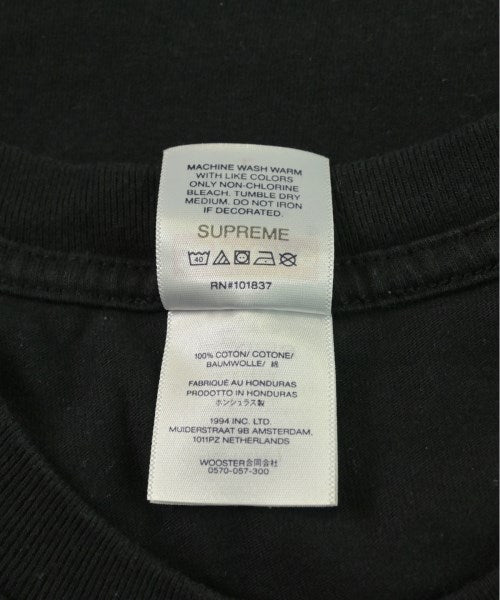 MACHINE WASH WARM
WITH LIKE COLORS
ONLY NON-CHLORINE
BLEACH. TUMBLE DRY
MEDIUM. DO NOT IRON
IF DECORATED.
SUPREME
40
RN#101837
100% COTON/ COTONE/
BAUMWOLLE/ 綿
FABRIQUÉ AU HONDURAS
PRODOTTO IN HONDURAS
ホンジュラス製
1994 INC. LTD.
MUIDERSTRAAT 9B AMSTERDAM,
1011PZ NETHERLANDS
WOOSTER合同会社
0570-057-300